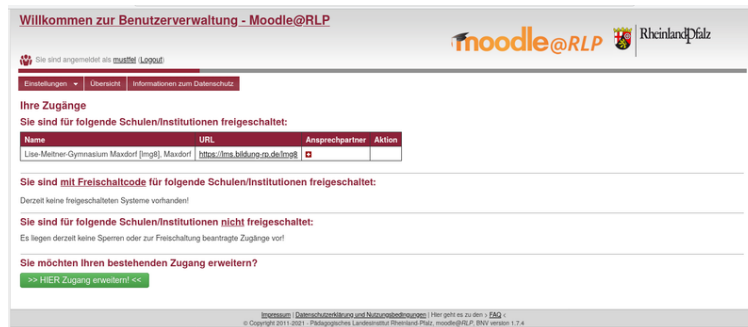 Willkommen zur Benutzerverwaltung - Moodle@RLP
moodle@RLP RheinlandPfalz
Sie sind angemeldet als mustfel (Logout)
Einstellungen Übersicht Informationen zum Datenschutz
Ihre Zugänge
Sie sind für folgende Schulen/Institutionen freigeschaltet:
Name URL Ansprechpartner Aktion
Lise-Meitner-Gymnasium Maxdorf [lmg8], Maxdorf https://lms.bildung-rp.de/lmg8
Sie sind mit Freischaltcode für folgende Schulen/Institutionen freigeschaltet:
Derzeit keine freigeschalteten Systeme vorhanden!
Sie sind für folgende Schulen/Institutionen nicht freigeschaltet:
Es liegen derzeit keine Sperren oder zur Freischaltung beantragte Zugänge vor!
Sie möchten Ihren bestehenden Zugang erweitern?
>> HIER Zugang erweitern! <<
Impressum | Datenschutzerklärung und Nutzungsbedingungen | Hier geht es zu den > FAQ <
© Copyright 2011-2021 - Pädagogisches Landesinstitut Rheinland-Pfalz, moodle@RLP, BNV version 1.7.4